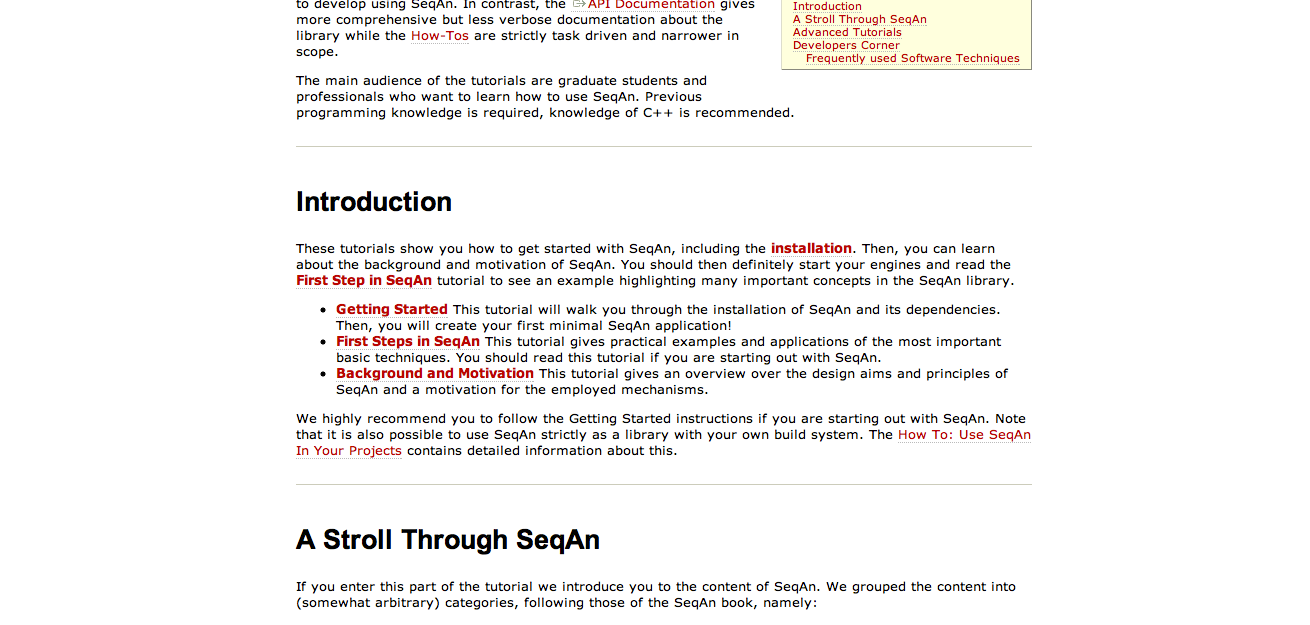 to develop using SeqAn. In contrast, the API Documentation gives
more comprehensive but less verbose documentation about the
library while the How-Tos are strictly task driven and narrower in
scope.
Introduction
A Stroll Through SeqAn
Advanced Tutorials
Developers Corner
Frequently used Software Techniques
The main audience of the tutorials are graduate students and
professionals who want to learn how to use SeqAn. Previous
programming knowledge is required, knowledge of C++ is recommended.
Introduction
These tutorials show you how to get started with SeqAn, including the installation. Then, you can learn
about the background and motivation of SeqAn. You should then definitely start your engines and read the
First Step in SeqAn tutorial to see an example highlighting many important concepts in the SeqAn library.
• Getting Started This tutorial will walk you through the installation of SeqAn and its dependencies.
Then, you will create your first minimal SeqAn application!
• First Steps in SeqAn This tutorial gives practical examples and applications of the most important
basic techniques. You should read this tutorial if you are starting out with SeqAn.
• Background and Motivation This tutorial gives an overview over the design aims and principles of
SeqAn and a motivation for the employed mechanisms.
We highly recommend you to follow the Getting Started instructions if you are starting out with SeqAn. Note
that it is also possible to use SeqAn strictly as a library with your own build system. The How To: Use SeqAn
In Your Projects contains detailed information about this.
A Stroll Through SeqAn
If you enter this part of the tutorial we introduce you to the content of SeqAn. We grouped the content into
(somewhat arbitrary) categories, following those of the SeqAn book, namely: